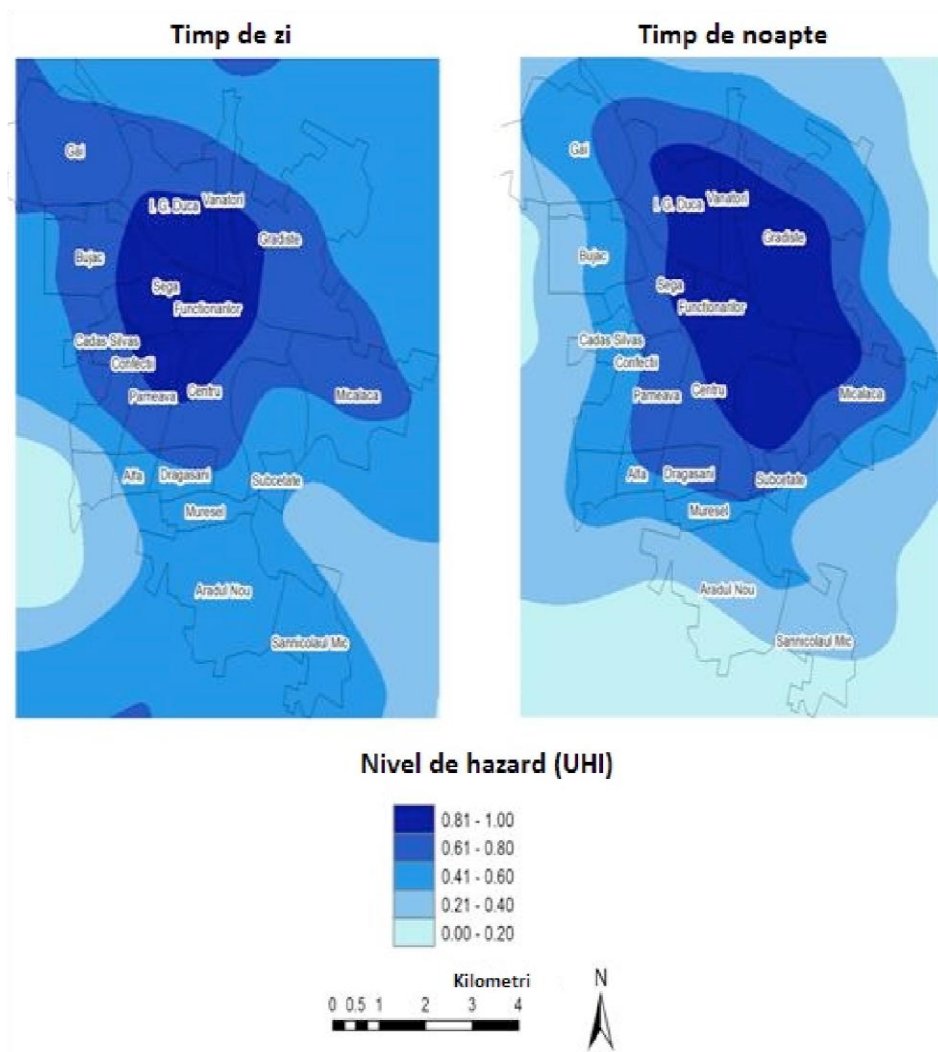 Timp de zi
Timp de noapte
Gai
I. G. Duca
Vanatori
Gradiste
Bujac
Sega
Functionarilor
Cadas Silvas
Confectii
Parneava
Centru
Micalaca
Alfa
Dragasani
Subcetate
Muresel
Aradul Nou
Sannicolaul Mic
Gai
I. G. Duca
Vanatori
Gradiste
Bujac
Sega
Functionarilor
Cadas Silvas
Confectii
Parneava
Centru
Micalaca
Alfa
Dragasani
Subcetate
Muresel
Aradul Nou
Sannicolaul Mic
Nivel de hazard (UHI)
0.81 - 1.00
0.61 - 0.80
0.41 - 0.60
0.21 - 0.40
0.00 - 0.20
Kilometri
0 0.5 1 2 3 4
N